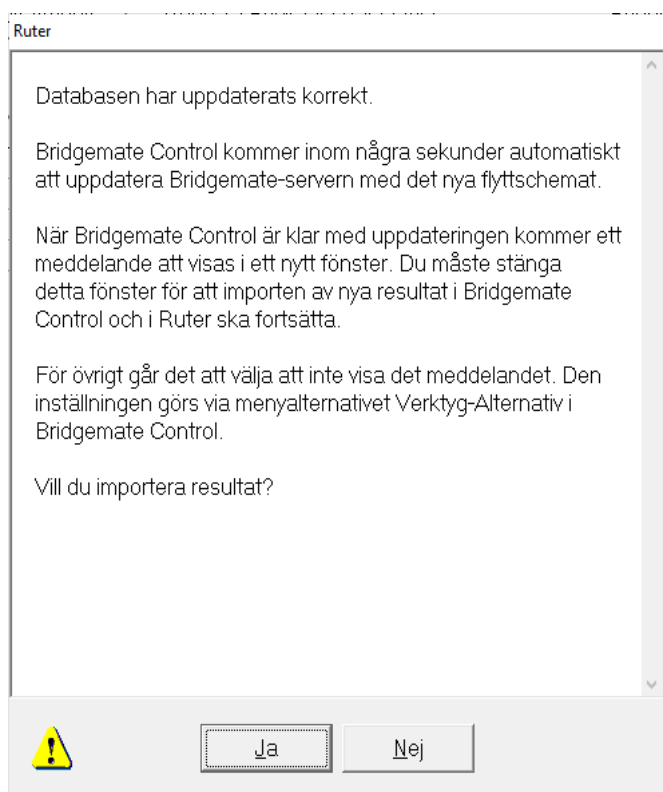 Ruter
Databasen har uppdaterats korrekt.
Bridgemate Control kommer inom några sekunder automatiskt
att uppdatera Bridgemate-servern med det nya flyttschemat.
När Bridgemate Control är klar med uppdateringen kommer ett
meddelande att visas i ett nytt fönster. Du måste stänga
detta fönster för att importen av nya resultat i Bridgemate
Control och i Ruter ska fortsätta.
För övrigt går det att välja att inte visa det meddelandet. Den
inställningen görs via menyalternativet Verktyg-Alternativ i
Bridgemate Control.
Vill du importera resultat?
Ja
Nej